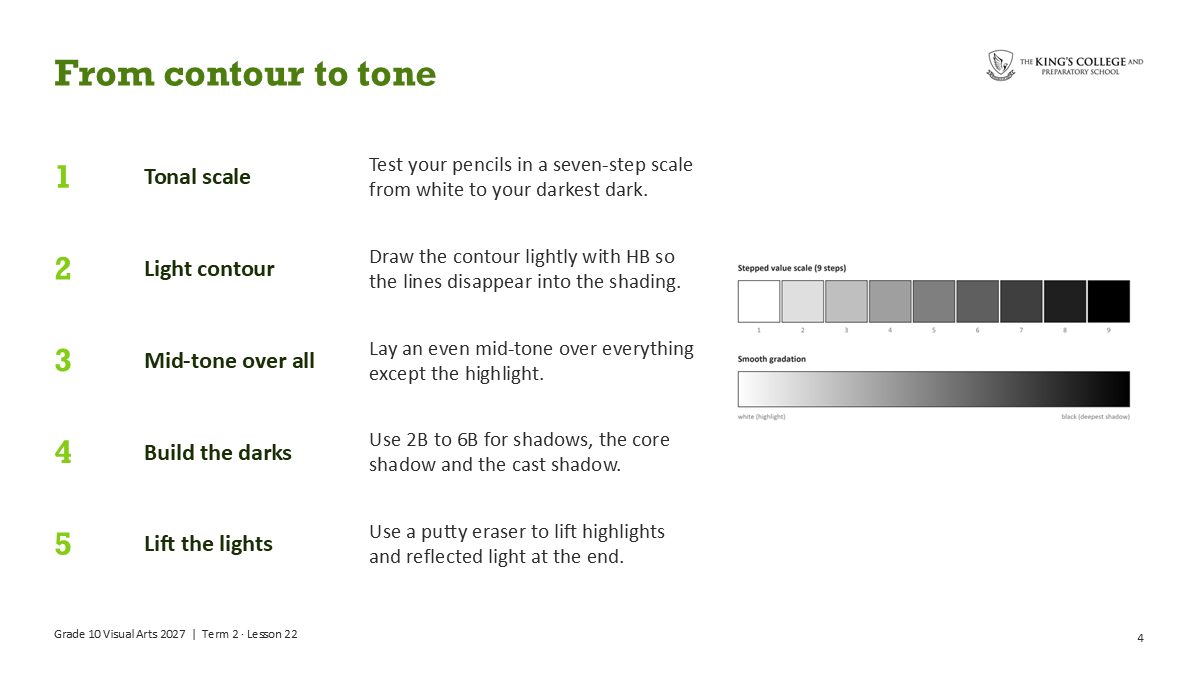 From contour to tone
THE KING'S COLLEGE AND
PREPARATORY SCHOOL
1
Tonal scale
Test your pencils in a seven-step scale
from white to your darkest dark.
2
Light contour
Draw the contour lightly with HB so
the lines disappear into the shading.
3
Mid-tone over all
Lay an even mid-tone over everything
except the highlight.
4
Build the darks
Use 2B to 6B for shadows, the core
shadow and the cast shadow.
5
Lift the lights
Use a putty eraser to lift highlights
and reflected light at the end.
Stepped value scale (9 steps)
1 2 3 4 5 6 7 8 9
Smooth gradation
white (highlight) black (deepest shadow)
Grade 10 Visual Arts 2027 | Term 2 · Lesson 22
4